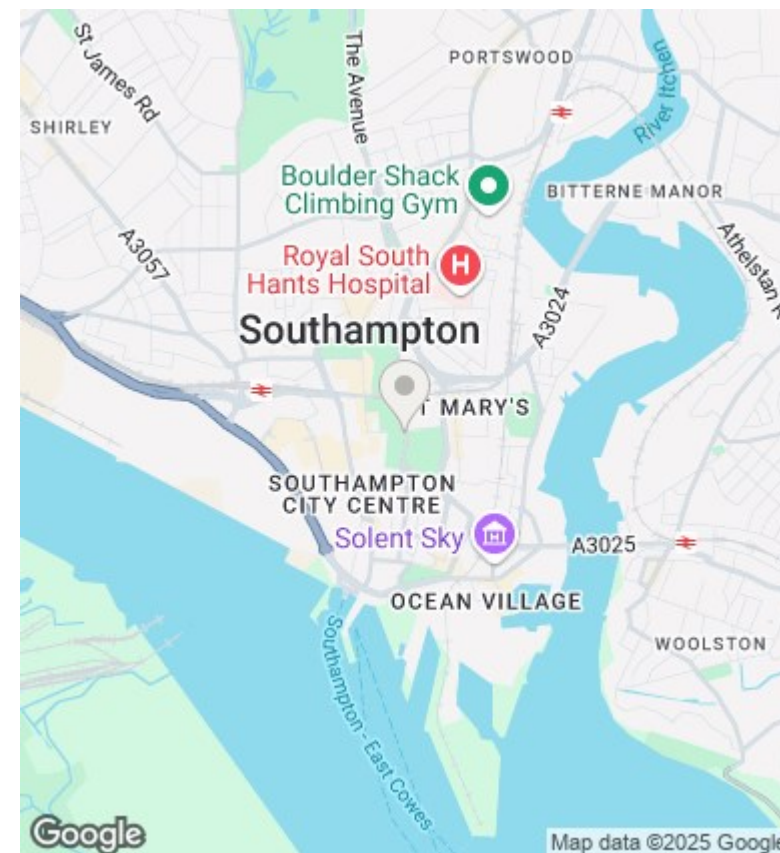 St James Rd
The Avenue
PORTSWOOD
River Itchen
SHIRLEY
Boulder Shack
Climbing Gym
BITTERNE MANOR
A3057
Royal South
Hants Hospital
H
Athelstan R
A3024
Southampton
T MARY'S
SOUTHAMPTON
CITY CENTRE
Solent Sky
A3025
OCEAN VILLAGE
WOOLSTON
Southampton - East Cowes
Google
Map data ©2025 Google